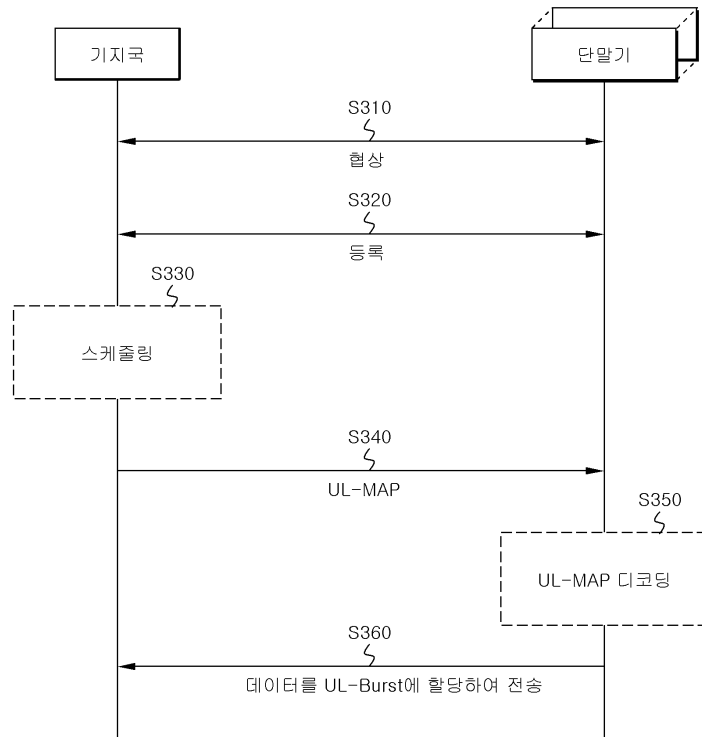 기지국
단말기
S310
협상
S320
등록
S330
스케줄링
S340
UL-MAP
S350
UL-MAP 디코딩
S360
데이터를 UL-Burst에 할당하여 전송